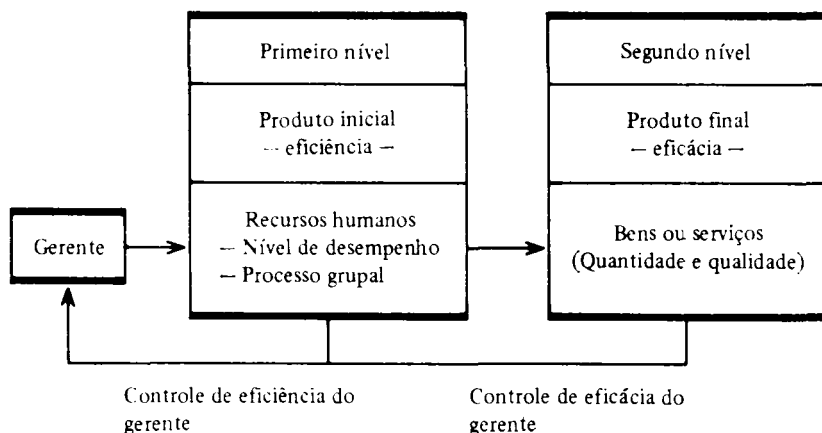 Primeiro nível
Produto inicial
— eficiência —
Recursos humanos
— Nível de desempenho
— Processo grupal
Segundo nível
Produto final
— eficácia —
Bens ou serviços
(Quantidade e qualidade)
Gerente
Controle de eficiência do
gerente
Controle de eficácia do
gerente